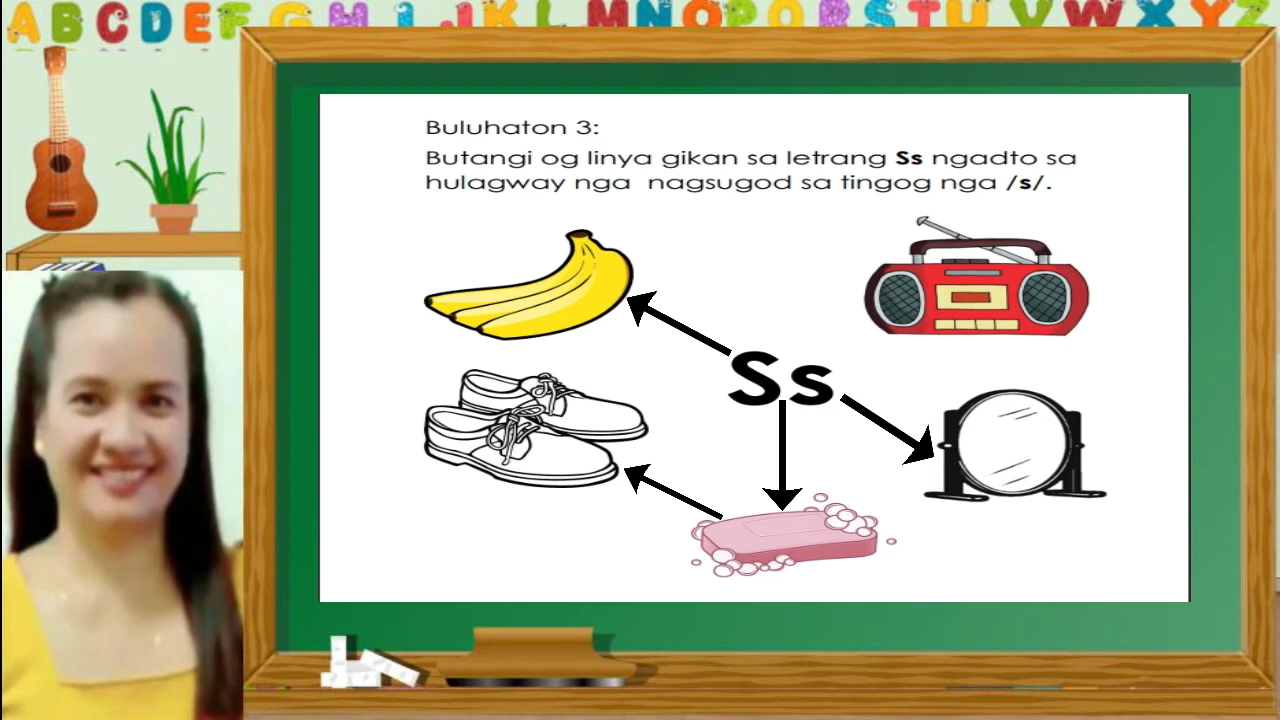 A B C D E F G H I J K L M N O P Q R S T U V W X Y Z
Buluhaton 3:
Butangi og linya gikan sa letrang Ss ngadto sa
hulagway nga nagsugod sa tingog nga /s/.
Ss